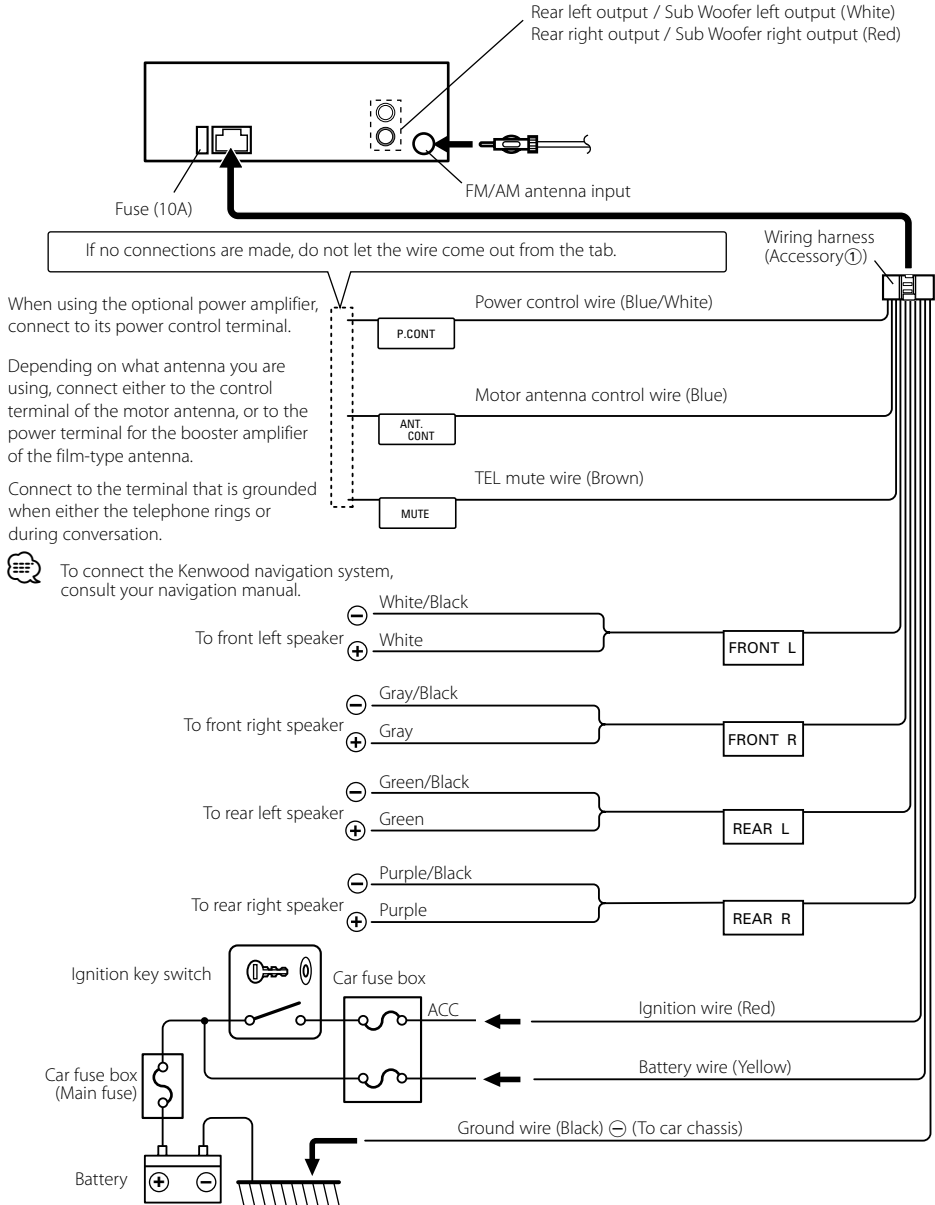 Rear left output / Sub Woofer left output (White)
Rear right output / Sub Woofer right output (Red)
FM/AM antenna input
Fuse (10A)
If no connections are made, do not let the wire come out from the tab.
Wiring harness
(Accessory①)
When using the optional power amplifier,
connect to its power control terminal.
Power control wire (Blue/White)
P.CONT
Depending on what antenna you are
using, connect either to the control
terminal of the motor antenna, or to the
power terminal for the booster amplifier
of the film-type antenna.
Motor antenna control wire (Blue)
ANT.
CONT
Connect to the terminal that is grounded
when either the telephone rings or
during conversation.
TEL mute wire (Brown)
MUTE
To connect the Kenwood navigation system,
consult your navigation manual.
To front left speaker
⊖ White/Black
⊕ White
FRONT L
To front right speaker
⊖ Gray/Black
⊕ Gray
FRONT R
To rear left speaker
⊖ Green/Black
⊕ Green
REAR L
To rear right speaker
⊖ Purple/Black
⊕ Purple
REAR R
Ignition key switch
Car fuse box
ACC
Ignition wire (Red)
Car fuse box
(Main fuse)
Battery wire (Yellow)
Ground wire (Black) ⊖ (To car chassis)
Battery
⊕ ⊖